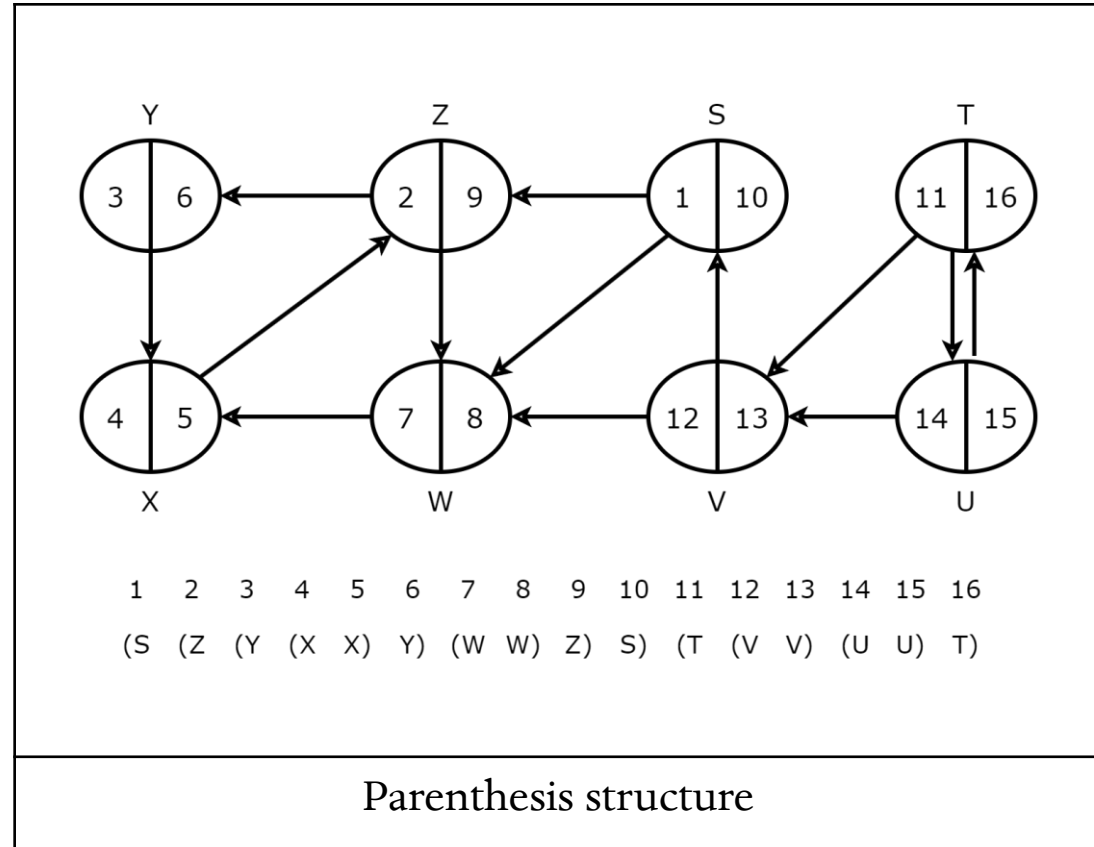 Y Z S T
3 6 2 9 1 10 11 16
4 5 7 8 12 13 14 15
X W V U
1 2 3 4 5 6 7 8 9 10 11 12 13 14 15 16
(S (Z (Y (X X) Y) (W W) Z) S) (T (V V) (U U) T)
Parenthesis structure